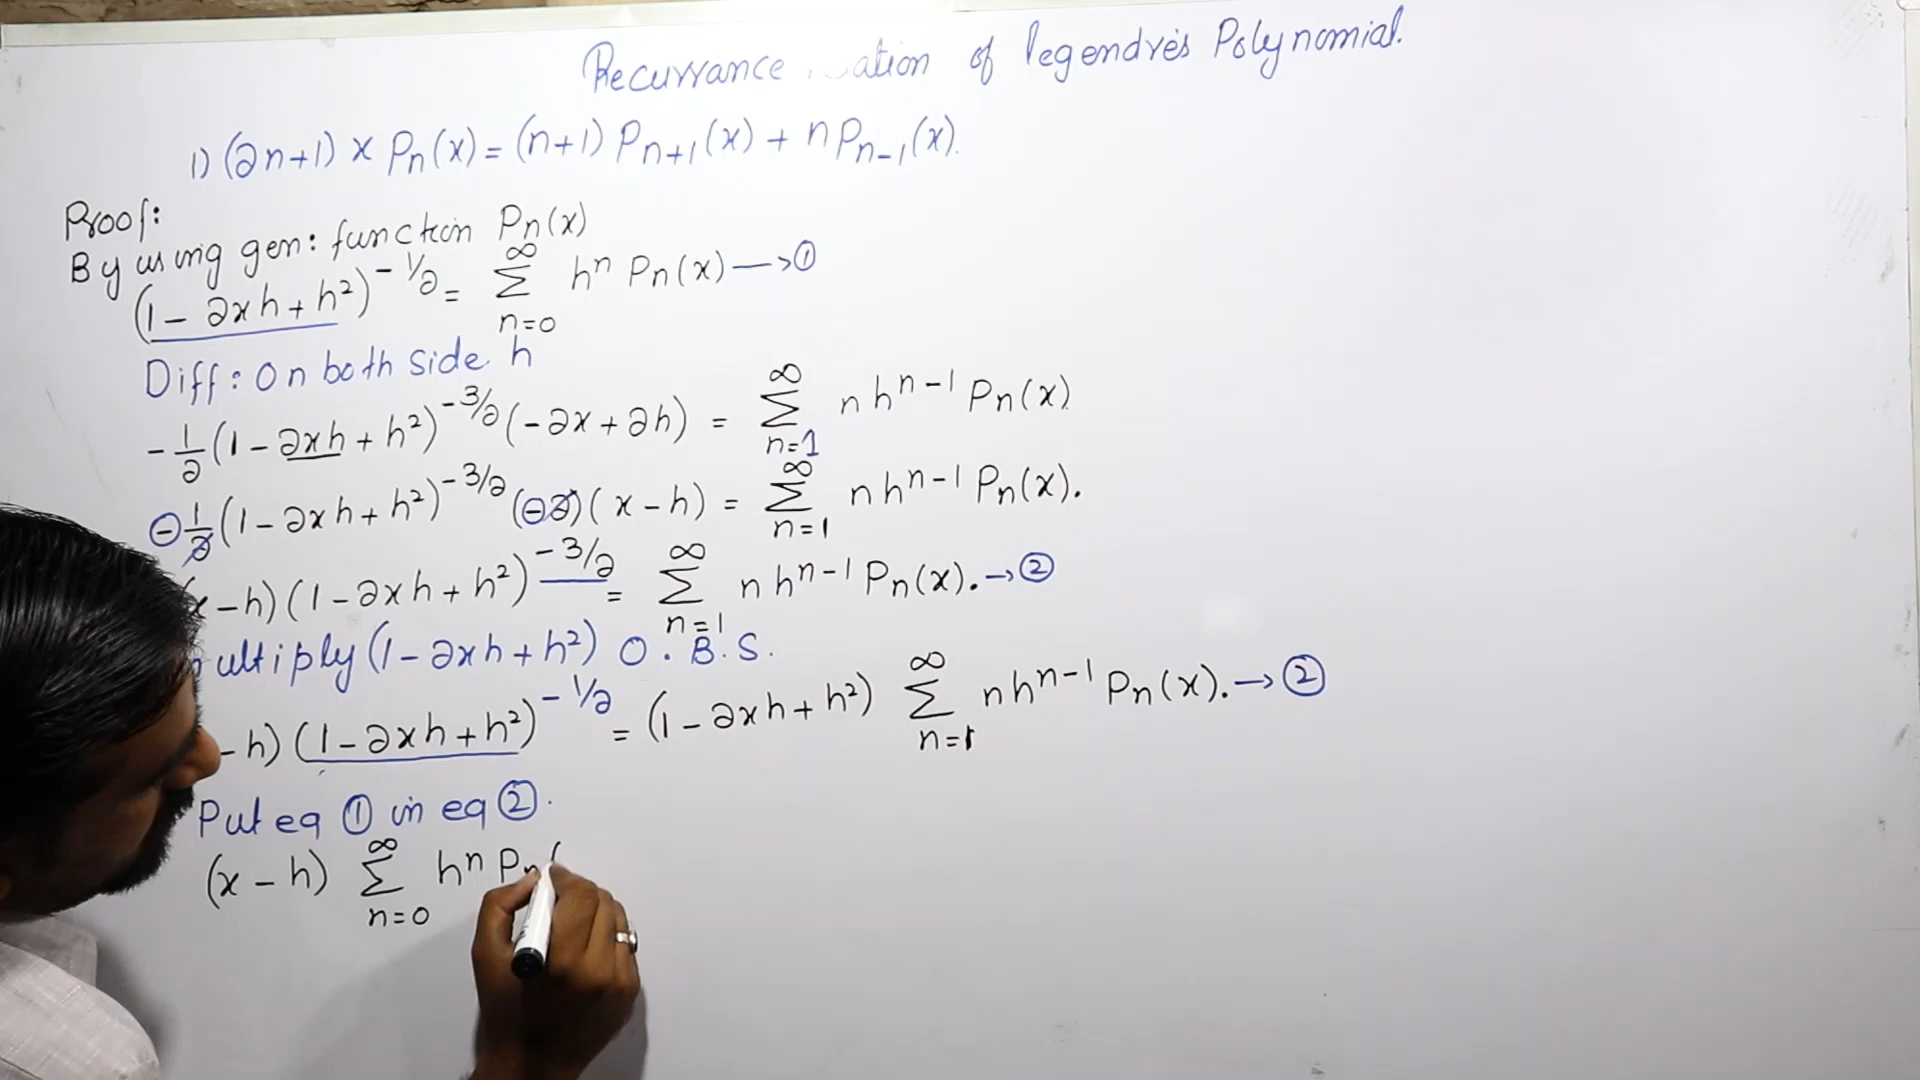 Recurrance ation of legendre's Polynomial.
1) (2n+1) x Pn(x) = (n+1) Pn+1(x) + n Pn-1(x).
Proof:
By using gen: function Pn(x)
(1 - 2xh + h²)^-1/2 = ∞ Σ n=0 hⁿ Pn(x) → ①
Diff: On both side h
-1/2 (1 - 2xh + h²)^-3/2 (-2x + 2h) = ∞ Σ n=1 n h^n-1 Pn(x)
-1/2 (1 - 2xh + h²)^-3/2 (-2)(x - h) = ∞ Σ n=1 n h^n-1 Pn(x).
x - h) (1 - 2xh + h²)^-3/2 = ∞ Σ n=1 n h^n-1 Pn(x). → ②
ultiply (1 - 2xh + h²) O.B.S.
- h) (1 - 2xh + h²)^-1/2 = (1 - 2xh + h²) ∞ Σ n=1 n h^n-1 Pn(x). → ②
Put eq ① in eq ②.
(x - h) ∞ Σ n=0 hⁿ Pn(